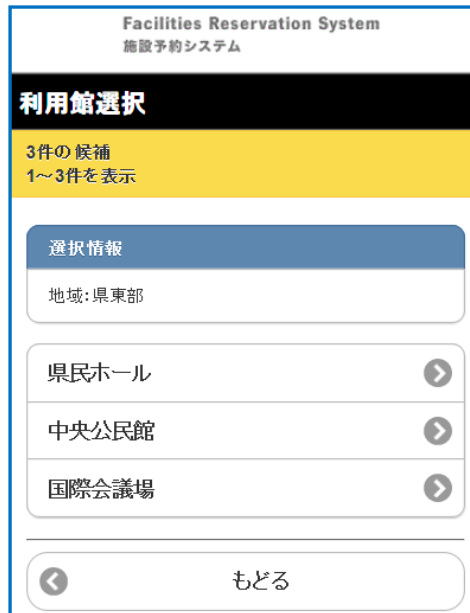 Facilities Reservation System
施設予約システム
利用館選択
3件の候補
1～3件を表示
選択情報
地域:県東部
県民ホール
中央公民館
国際会議場
もどる